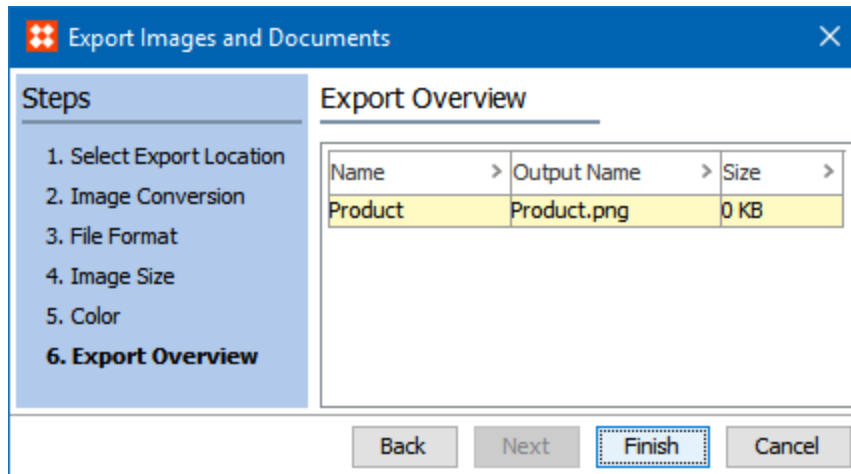 Export Images and Documents
Steps
1. Select Export Location
2. Image Conversion
3. File Format
4. Image Size
5. Color
6. Export Overview
Export Overview
Name > Output Name > Size >
Product Product.png 0 KB
Back Next Finish Cancel